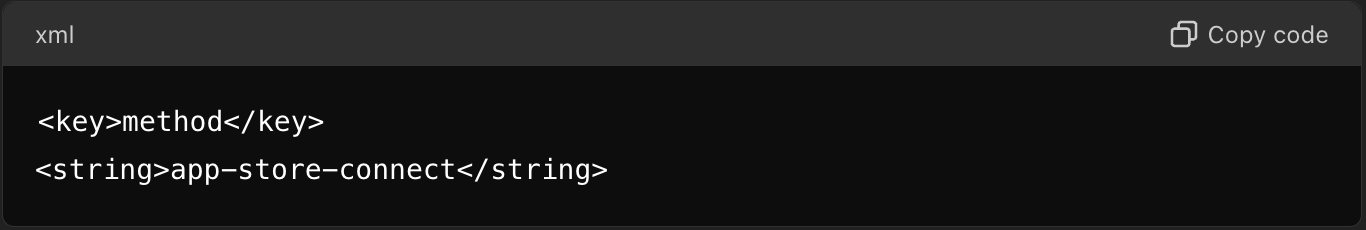 xml
Copy code
<key>method</key>
<string>app-store-connect</string>